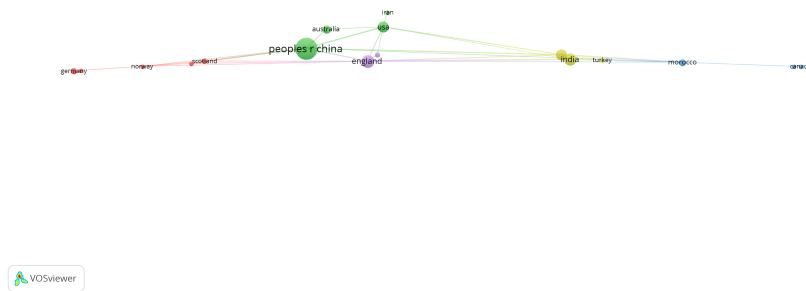 iran
usa
australia
peoples r china
england
india
turkey
scotland
morocco
norway
germany
VOSviewer